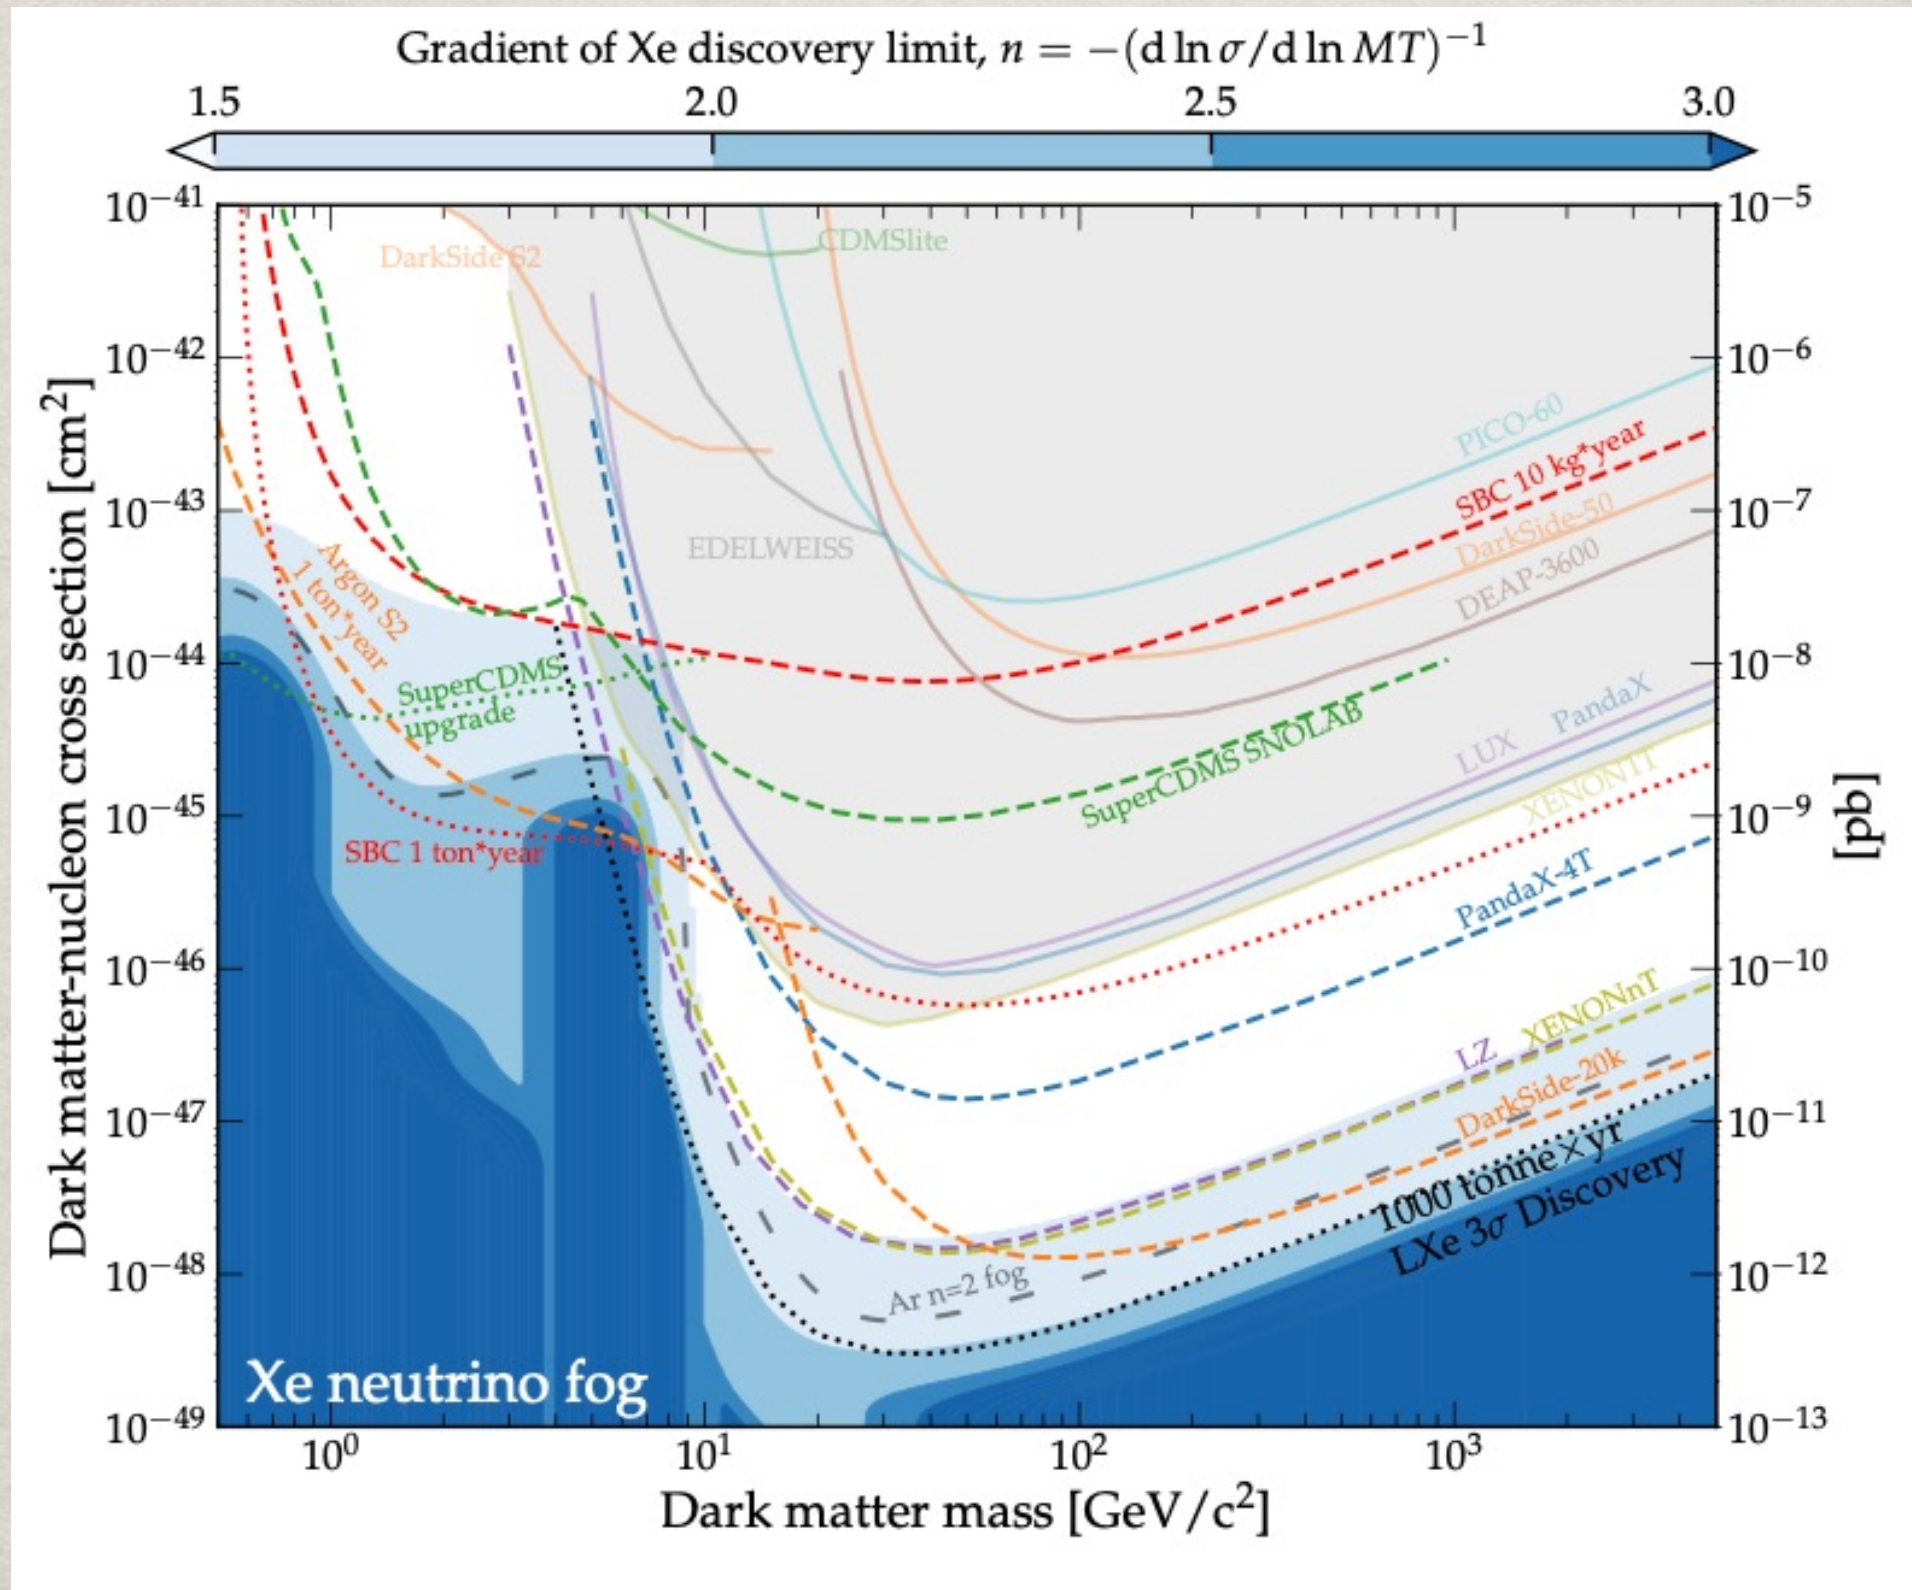 Gradient of Xe discovery limit, n = −(d ln σ/d ln MT)⁻¹
1.5 2.0 2.5 3.0
10⁻⁴¹ 10⁻⁵
DarkSide S2 CDMSlite
10⁻⁴² 10⁻⁶
PICO-60
SBC 10 kg*year
10⁻⁴³ 10⁻⁷
DarkSide-50
EDELWEISS
DEAP-3600
Argon S2
1 ton*year
10⁻⁴⁴ 10⁻⁸
SuperCDMS
upgrade
PandaX
LUX
SuperCDMS SNOLAB
XENON1T
10⁻⁴⁵ 10⁻⁹
SBC 1 ton*year
PandaX-4T
10⁻⁴⁶ 10⁻¹⁰
XENONnT
LZ
DarkSide-20k
10⁻⁴⁷ 10⁻¹¹
1000 tonne×yr
LXe 3σ Discovery
10⁻⁴⁸ 10⁻¹²
Ar n=2 fog
Xe neutrino fog
10⁻⁴⁹ 10⁻¹³
10⁰ 10¹ 10² 10³
Dark matter mass [GeV/c²]
Dark matter-nucleon cross section [cm²]
[pb]